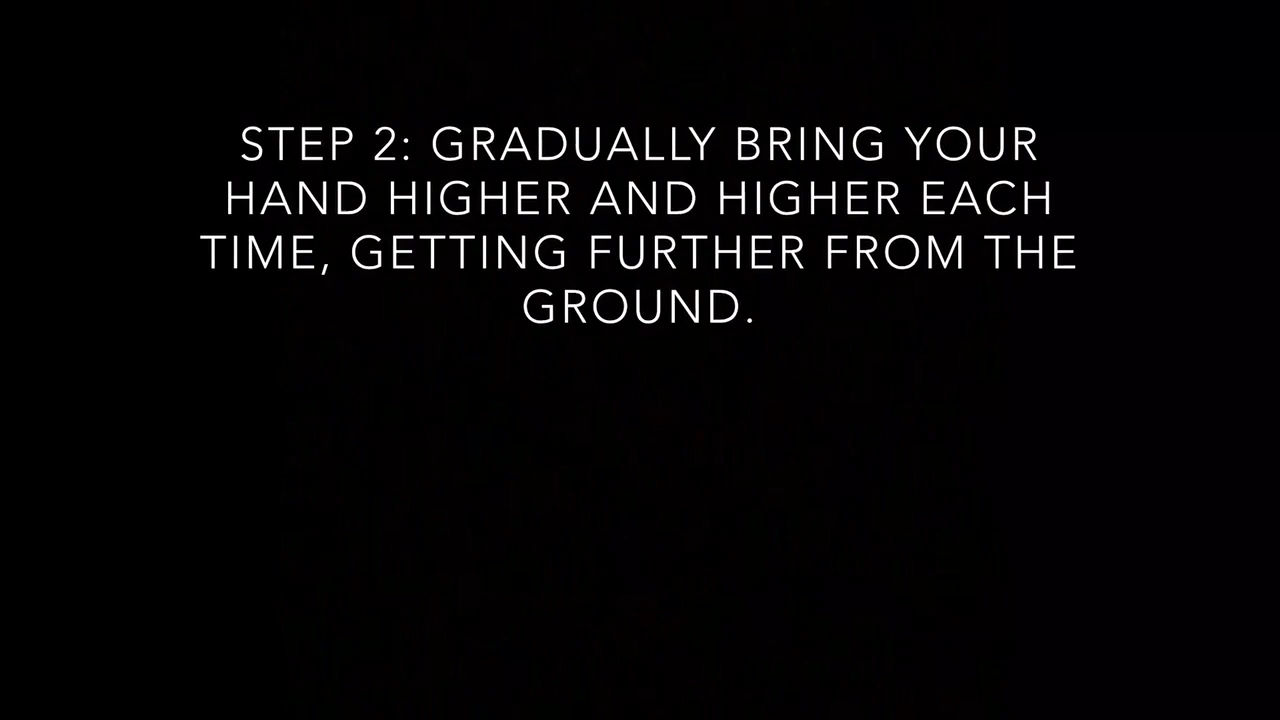 STEP 2: GRADUALLY BRING YOUR
HAND HIGHER AND HIGHER EACH
TIME, GETTING FURTHER FROM THE
GROUND.